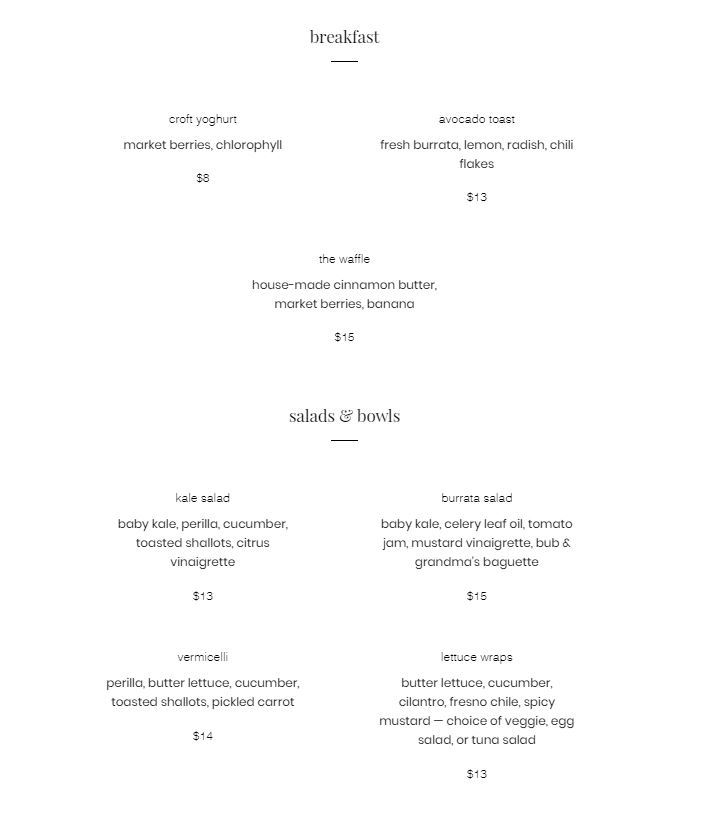 breakfast
croft yoghurt
market berries, chlorophyll
$8
avocado toast
fresh burrata, lemon, radish, chili
flakes
$13
the waffle
house-made cinnamon butter,
market berries, banana
$15
salads & bowls
kale salad
baby kale, perilla, cucumber,
toasted shallots, citrus
vinaigrette
$13
burrata salad
baby kale, celery leaf oil, tomato
jam, mustard vinaigrette, bub &
grandma's baguette
$15
vermicelli
perilla, butter lettuce, cucumber,
toasted shallots, pickled carrot
$14
lettuce wraps
butter lettuce, cucumber,
cilantro, fresno chile, spicy
mustard — choice of veggie, egg
salad, or tuna salad
$13